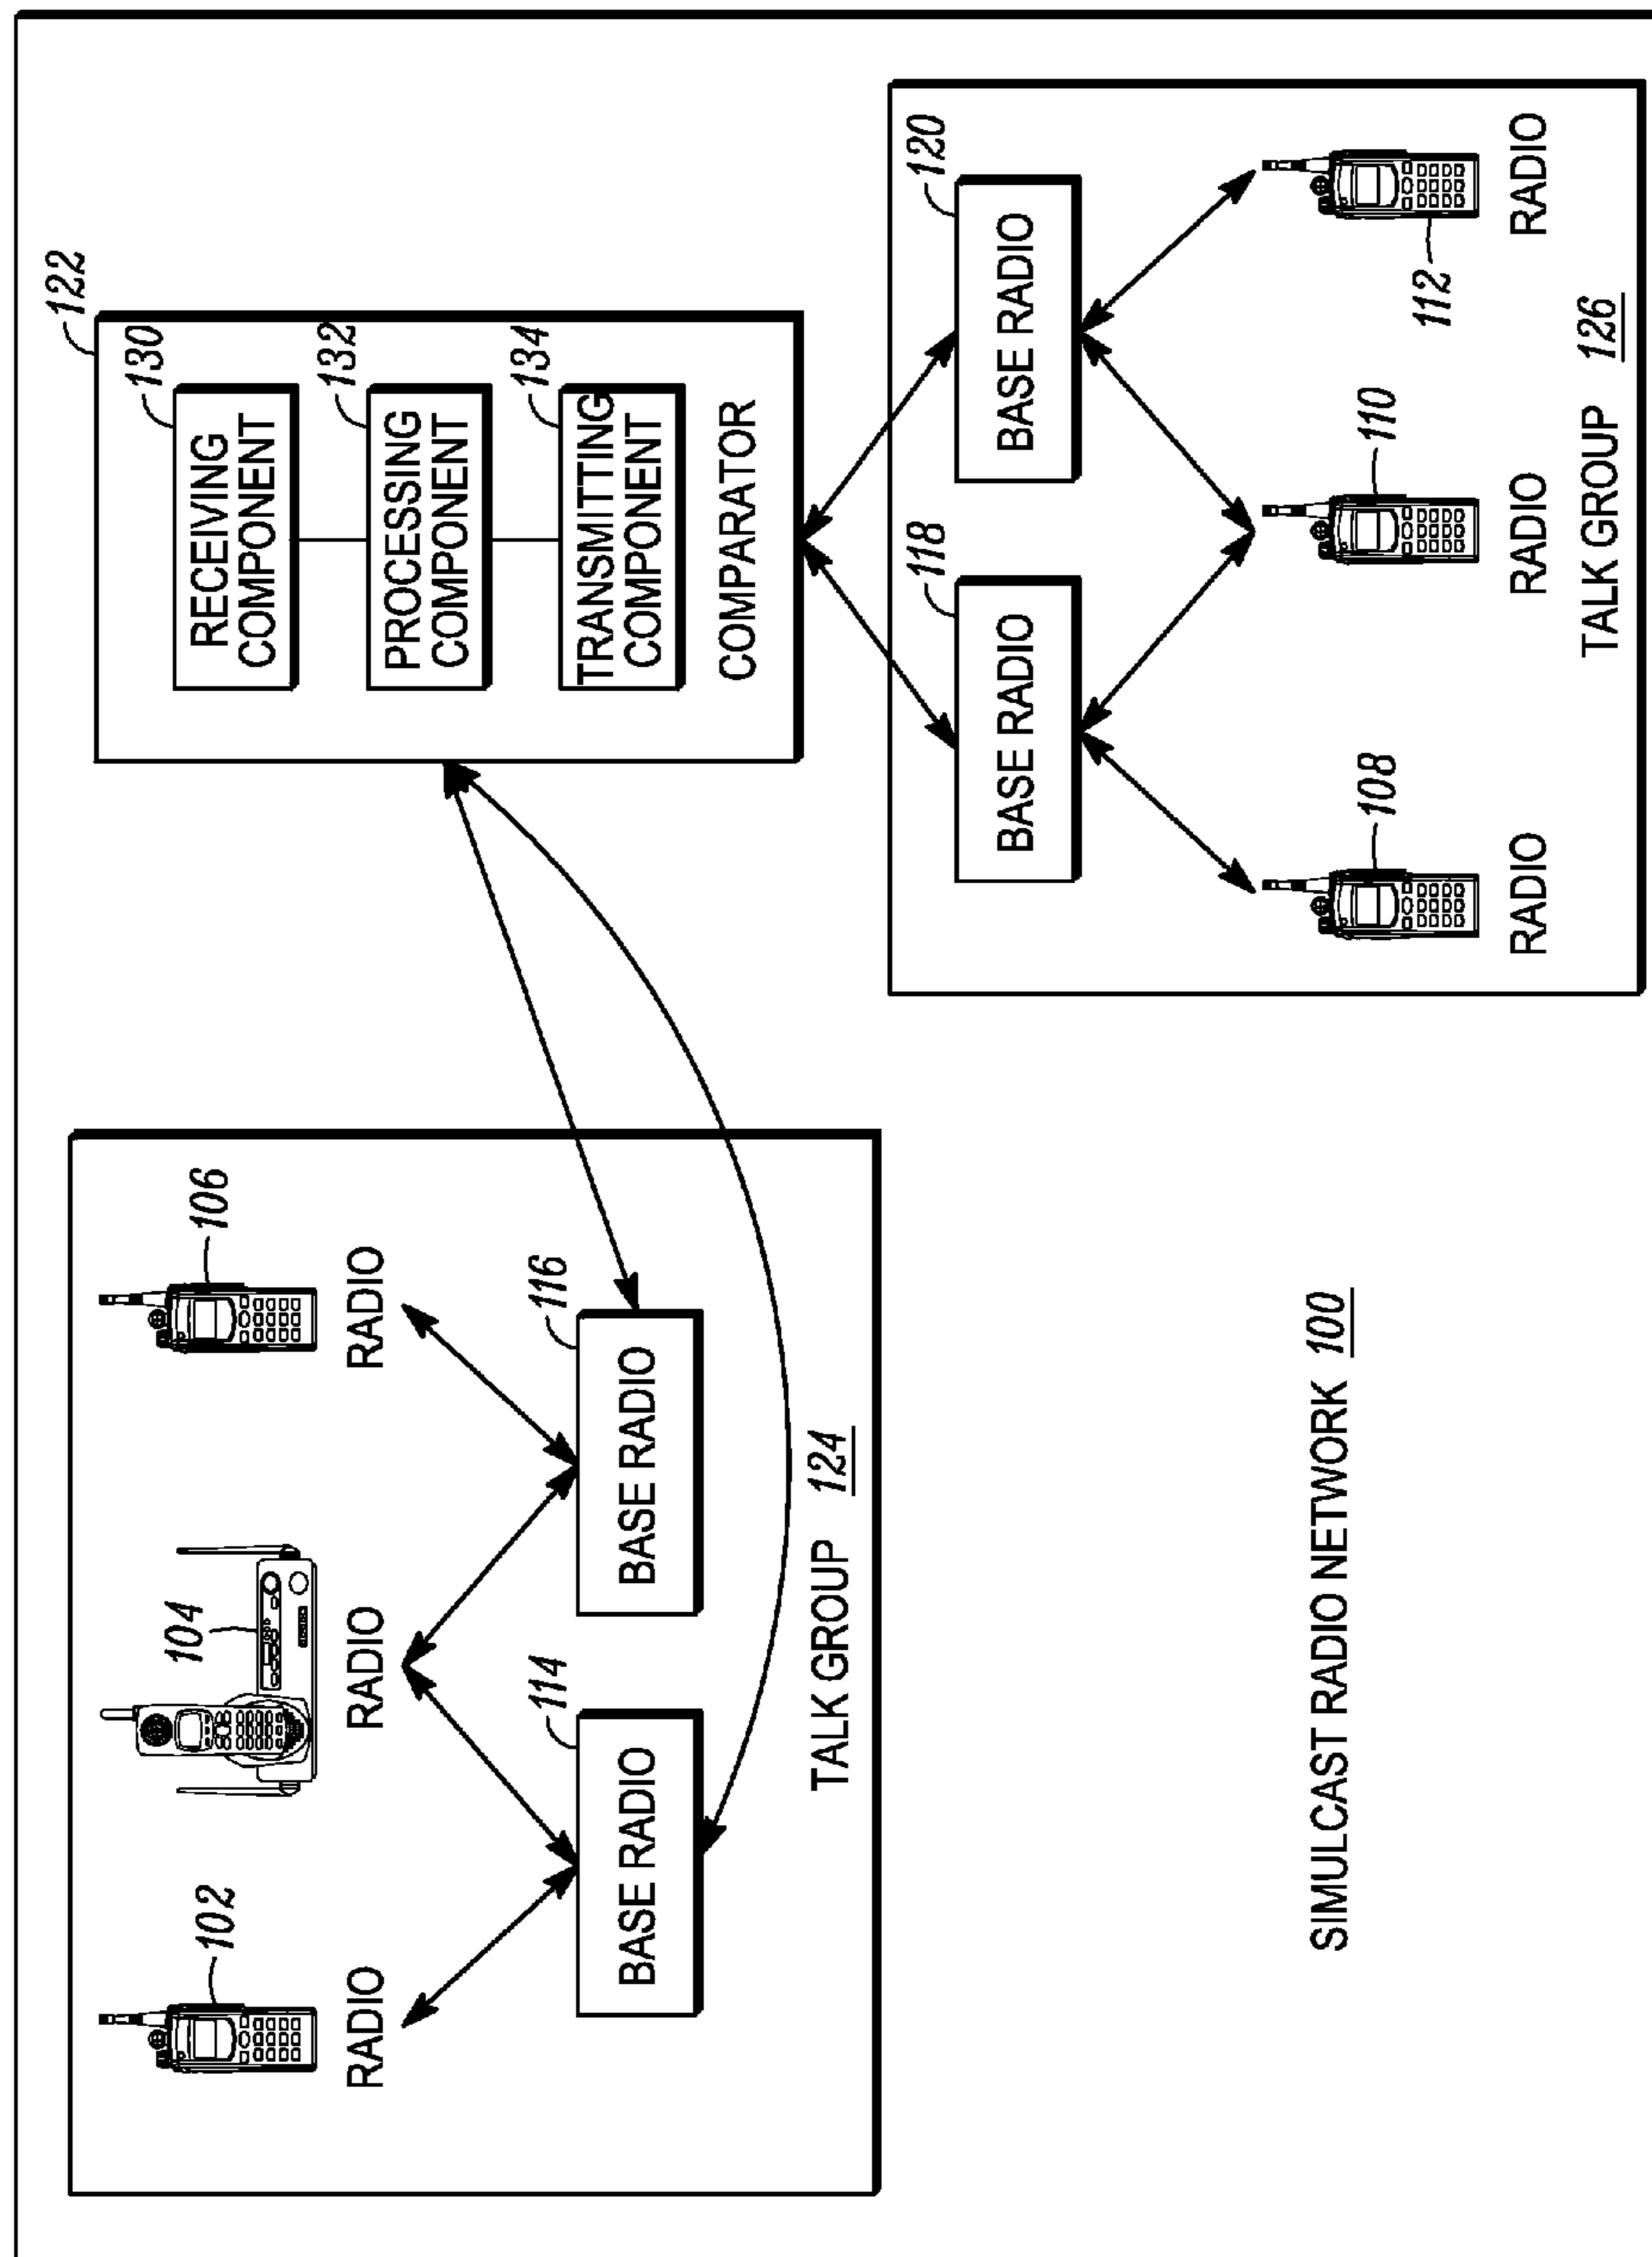 102
RADIO
104
RADIO
106
RADIO
114
BASE RADIO
116
BASE RADIO
TALK GROUP 124
122
130
RECEIVING
COMPONENT
132
PROCESSING
COMPONENT
134
TRANSMITTING
COMPONENT
COMPARATOR
118
BASE RADIO
120
BASE RADIO
108
RADIO
110
RADIO
112
RADIO
TALK GROUP 126
SIMULCAST RADIO NETWORK 100